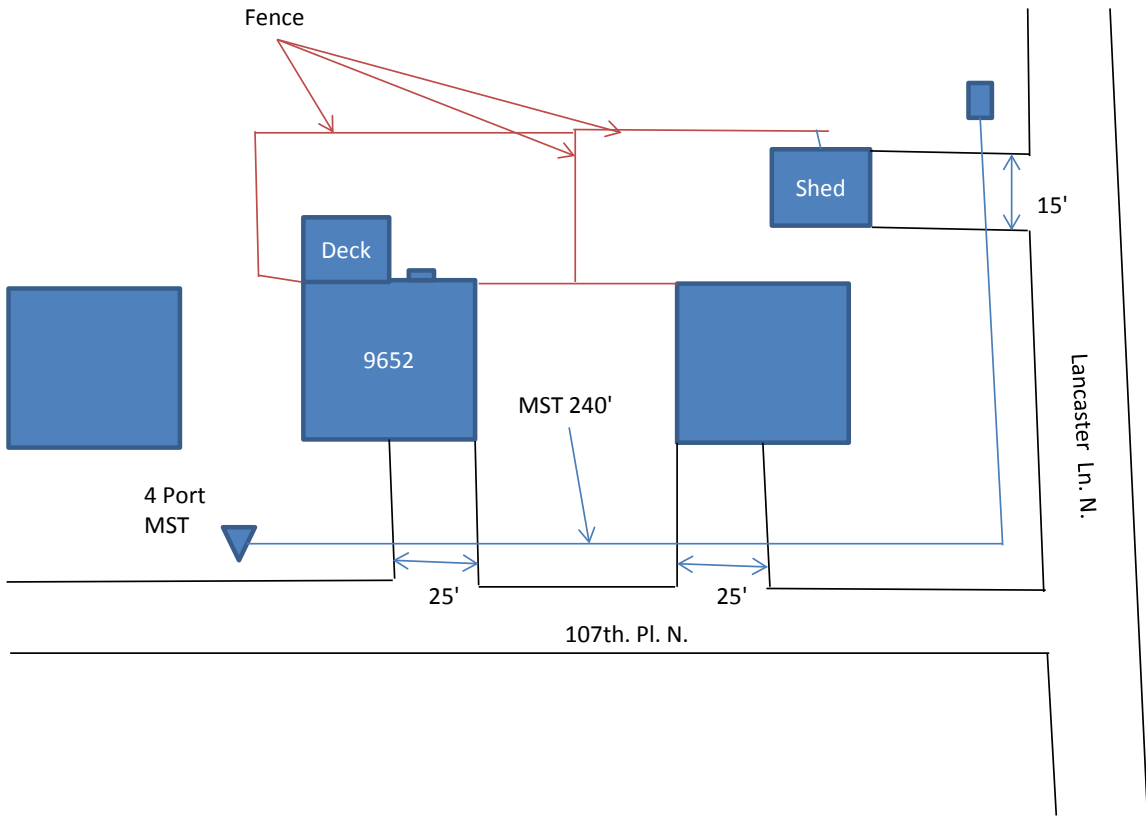 Fence
Shed
15'
Deck
9652
MST 240'
Lancaster Ln. N.
4 Port
MST
25'
25'
107th. Pl. N.